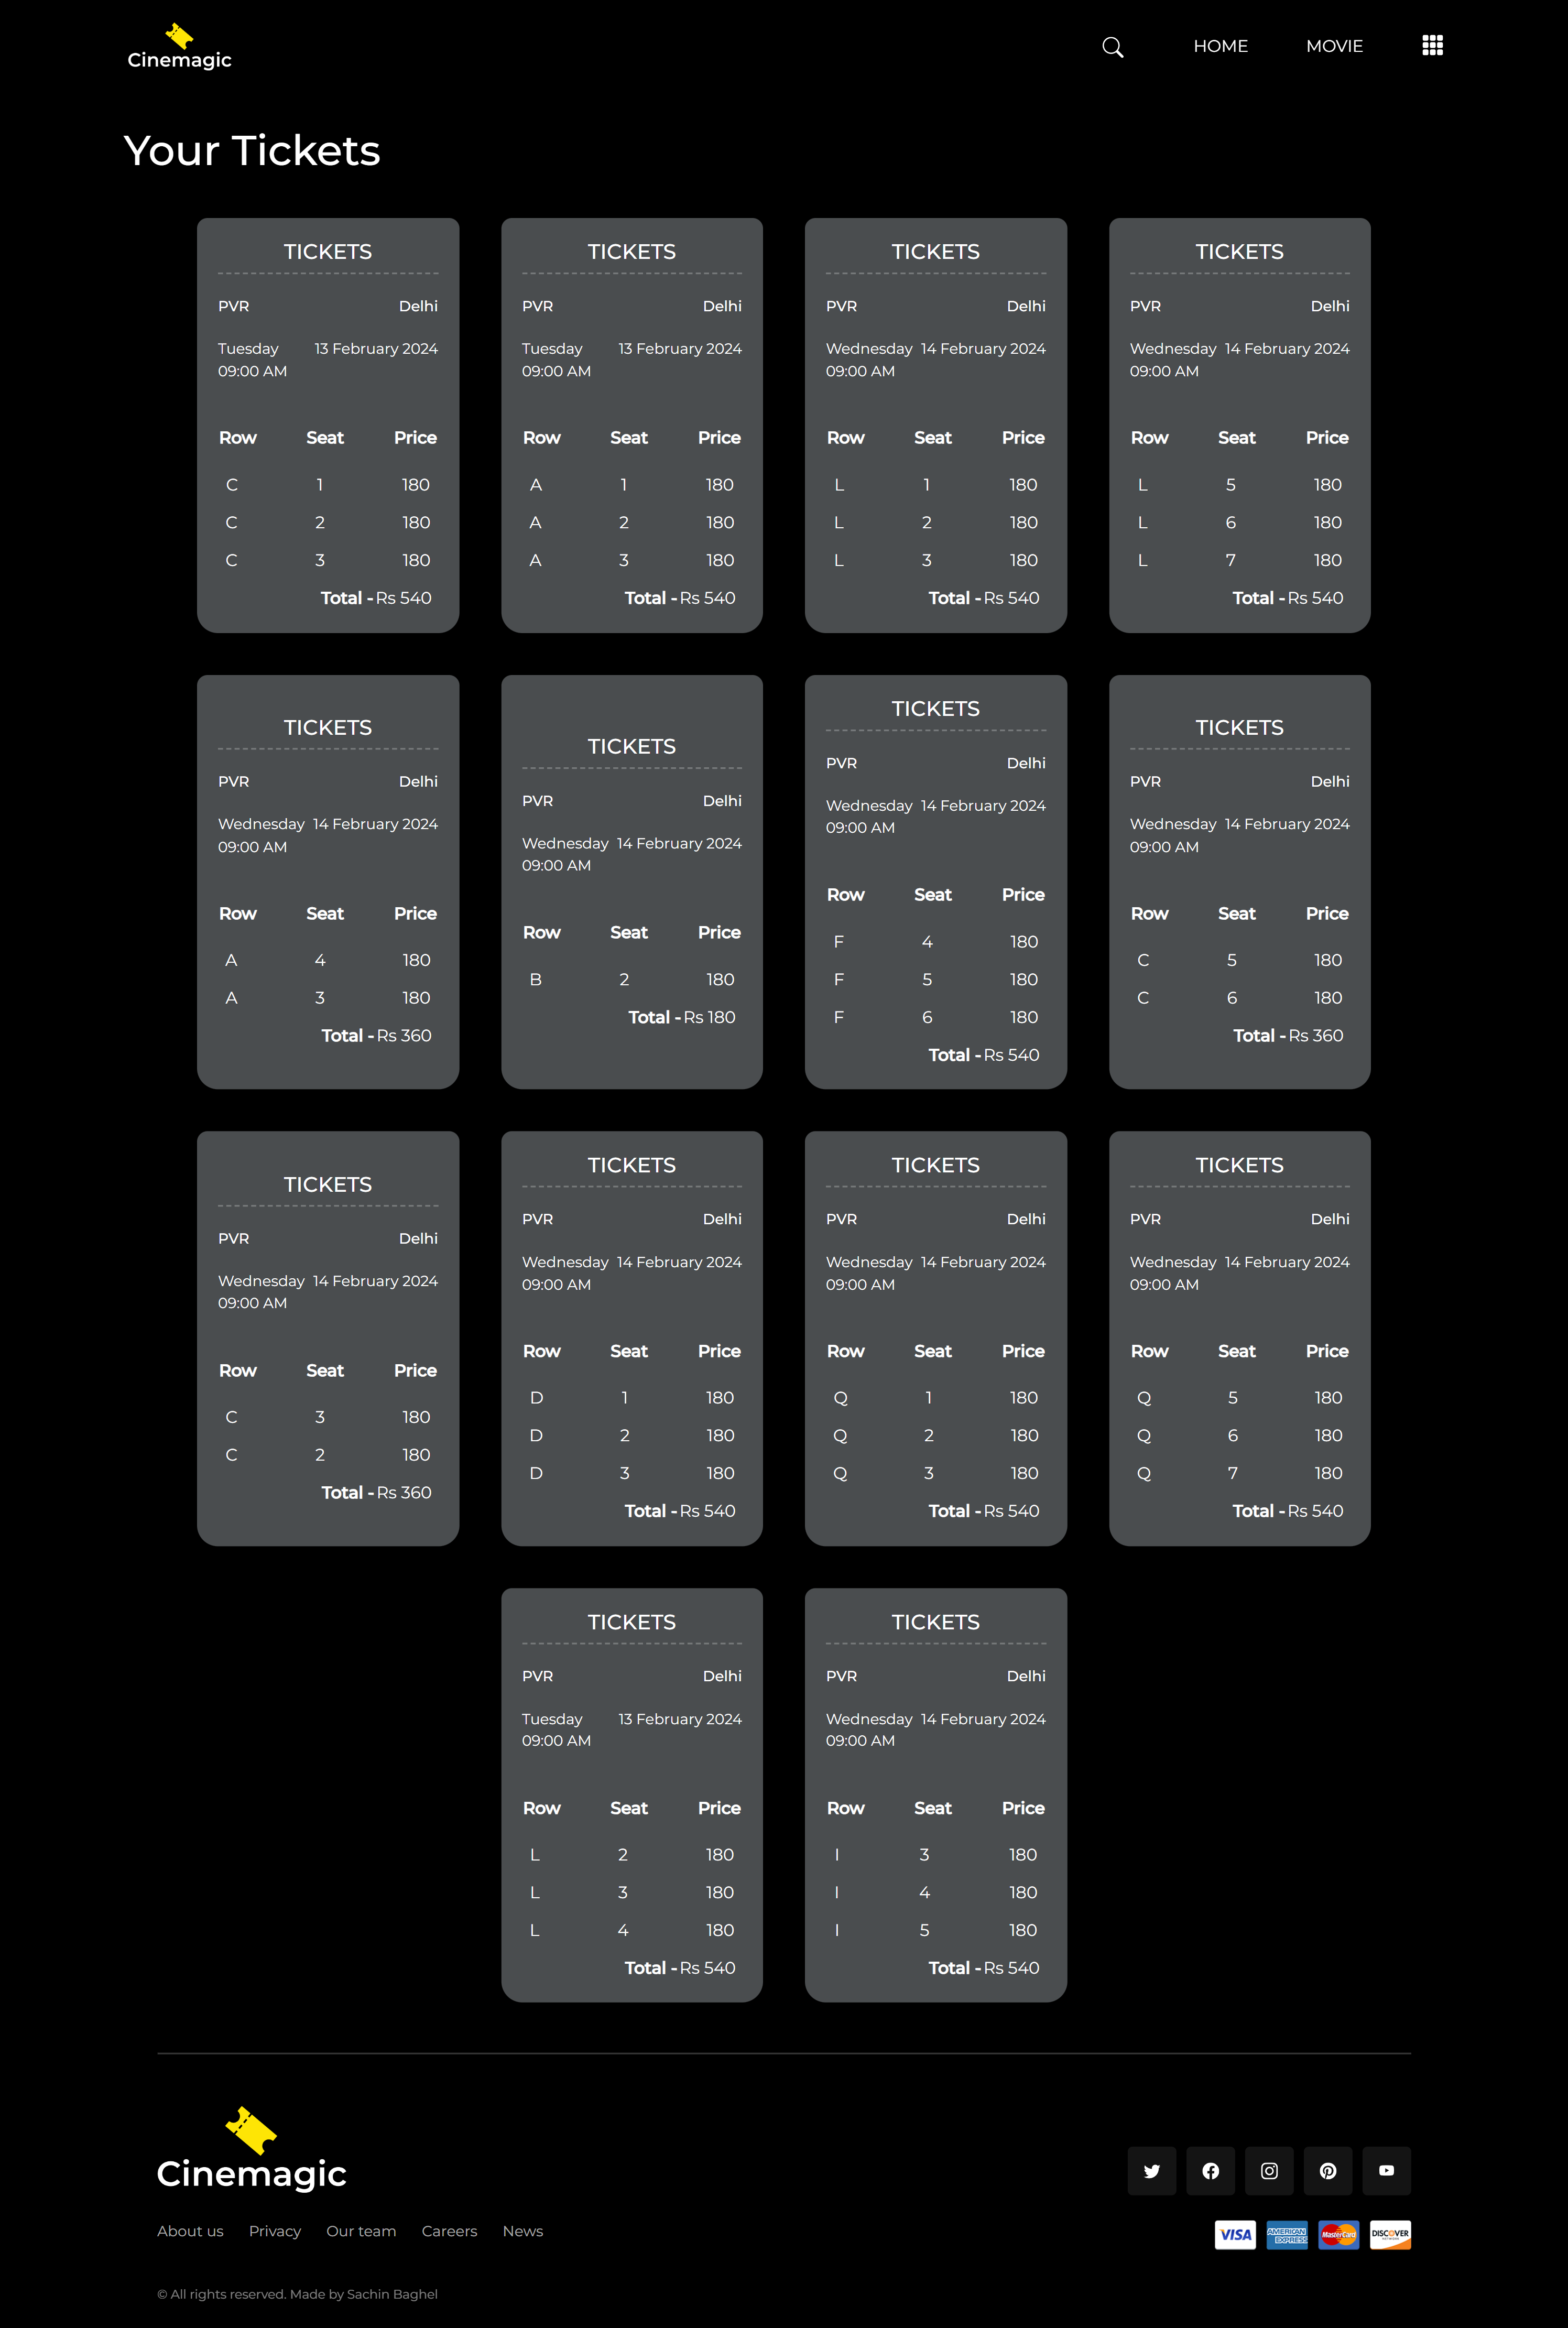 Cinemagic
HOME MOVIE
Your Tickets
TICKETS
PVR Delhi
Tuesday 13 February 2024
09:00 AM
Row Seat Price
C 1 180
C 2 180
C 3 180
Total - Rs 540
TICKETS
PVR Delhi
Tuesday 13 February 2024
09:00 AM
Row Seat Price
A 1 180
A 2 180
A 3 180
Total - Rs 540
TICKETS
PVR Delhi
Wednesday 14 February 2024
09:00 AM
Row Seat Price
L 1 180
L 2 180
L 3 180
Total - Rs 540
TICKETS
PVR Delhi
Wednesday 14 February 2024
09:00 AM
Row Seat Price
L 5 180
L 6 180
L 7 180
Total - Rs 540
TICKETS
PVR Delhi
Wednesday 14 February 2024
09:00 AM
Row Seat Price
A 4 180
A 3 180
Total - Rs 360
TICKETS
PVR Delhi
Wednesday 14 February 2024
09:00 AM
Row Seat Price
B 2 180
Total - Rs 180
TICKETS
PVR Delhi
Wednesday 14 February 2024
09:00 AM
Row Seat Price
F 4 180
F 5 180
F 6 180
Total - Rs 540
TICKETS
PVR Delhi
Wednesday 14 February 2024
09:00 AM
Row Seat Price
C 5 180
C 6 180
Total - Rs 360
TICKETS
PVR Delhi
Wednesday 14 February 2024
09:00 AM
Row Seat Price
C 3 180
C 2 180
Total - Rs 360
TICKETS
PVR Delhi
Wednesday 14 February 2024
09:00 AM
Row Seat Price
D 1 180
D 2 180
D 3 180
Total - Rs 540
TICKETS
PVR Delhi
Wednesday 14 February 2024
09:00 AM
Row Seat Price
Q 1 180
Q 2 180
Q 3 180
Total - Rs 540
TICKETS
PVR Delhi
Wednesday 14 February 2024
09:00 AM
Row Seat Price
Q 5 180
Q 6 180
Q 7 180
Total - Rs 540
TICKETS
PVR Delhi
Tuesday 13 February 2024
09:00 AM
Row Seat Price
L 2 180
L 3 180
L 4 180
Total - Rs 540
TICKETS
PVR Delhi
Wednesday 14 February 2024
09:00 AM
Row Seat Price
I 3 180
I 4 180
I 5 180
Total - Rs 540
Cinemagic
About us Privacy Our team Careers News
VISA
AMERICAN
EXPRESS
MasterCard
DISCOVER
NETWORK
© All rights reserved. Made by Sachin Baghel